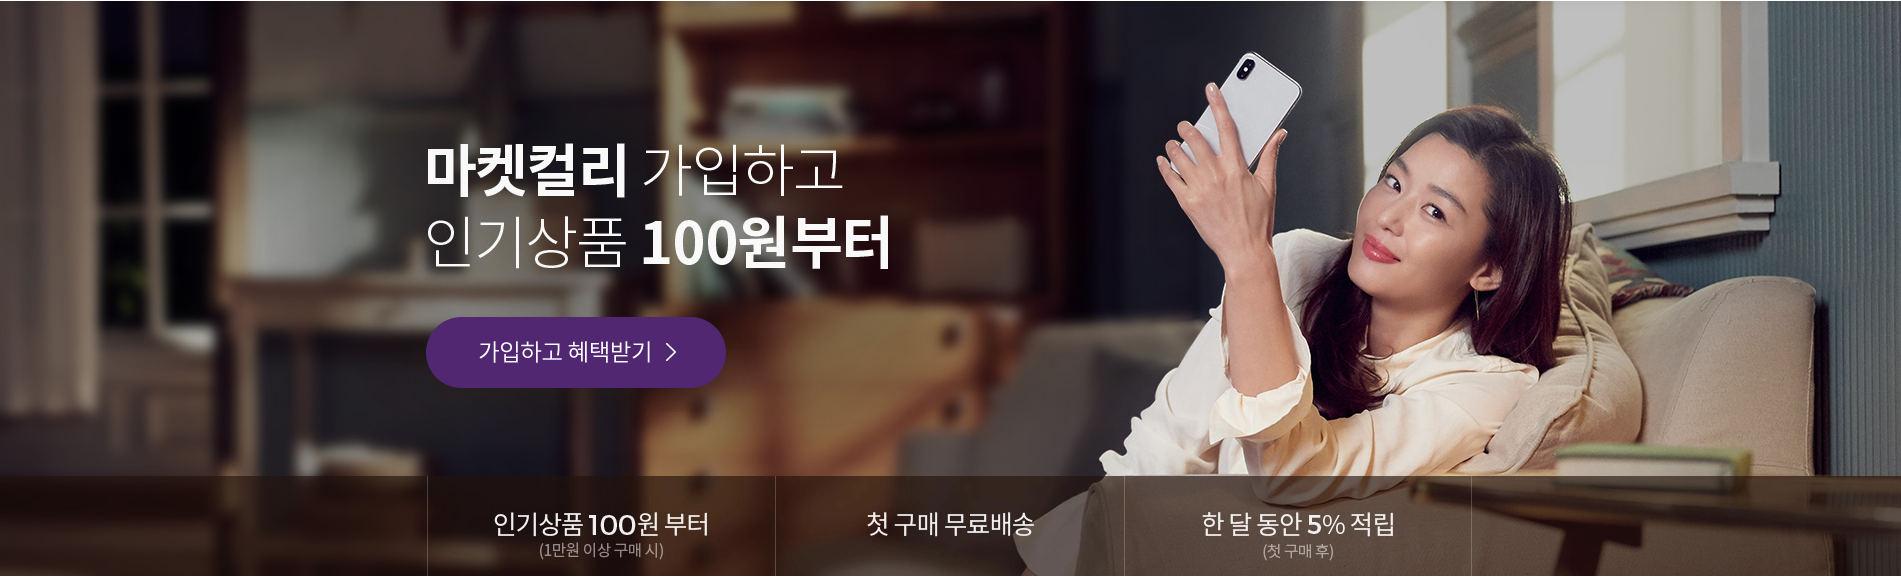 마켓컬리 가입하고
인기상품 100원부터
가입하고 혜택받기 >
인기상품 100원 부터
(1만원 이상 구매 시)
첫 구매 무료배송
한 달 동안 5% 적립
(첫 구매 후)